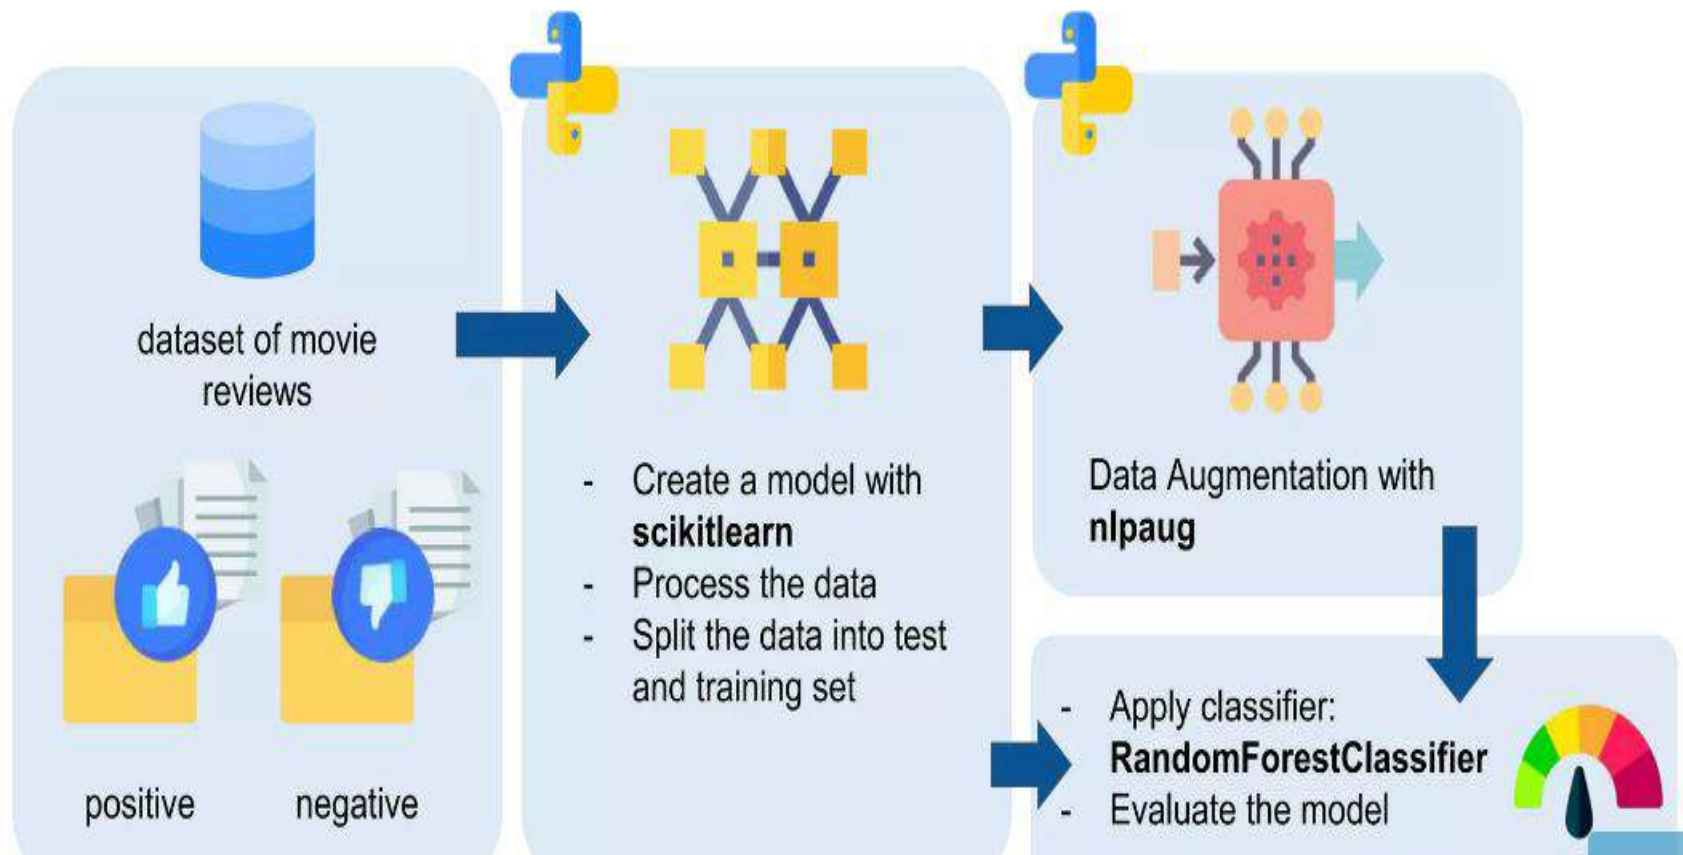 dataset of movie
reviews
positive
negative
- Create a model with
scikitlearn
- Process the data
- Split the data into test
and training set
Data Augmentation with
nlpaug
- Apply classifier:
RandomForestClassifier
- Evaluate the model